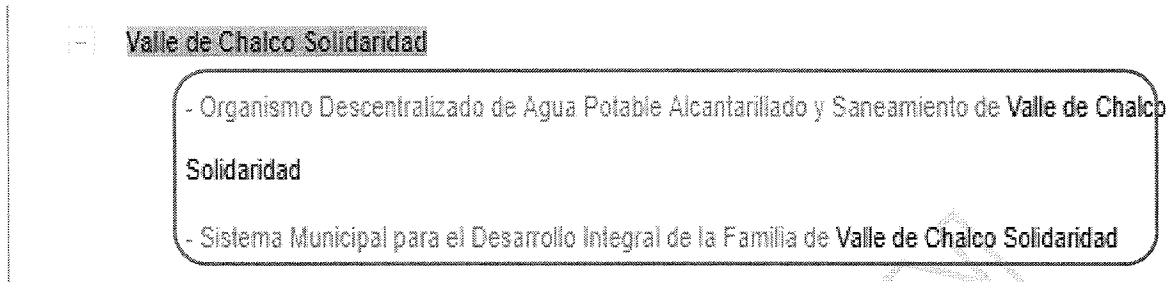 Valle de Chalco Solidaridad
- Organismo Descentralizado de Agua Potable Alcantarillado y Saneamiento de Valle de Chalco
Solidaridad
- Sistema Municipal para el Desarrollo Integral de la Familia de Valle de Chalco Solidaridad